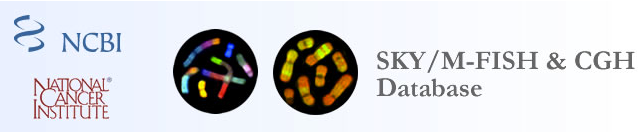 NCBI
NATIONAL®
CANCER
INSTITUTE
SKY/M-FISH & CGH
Database